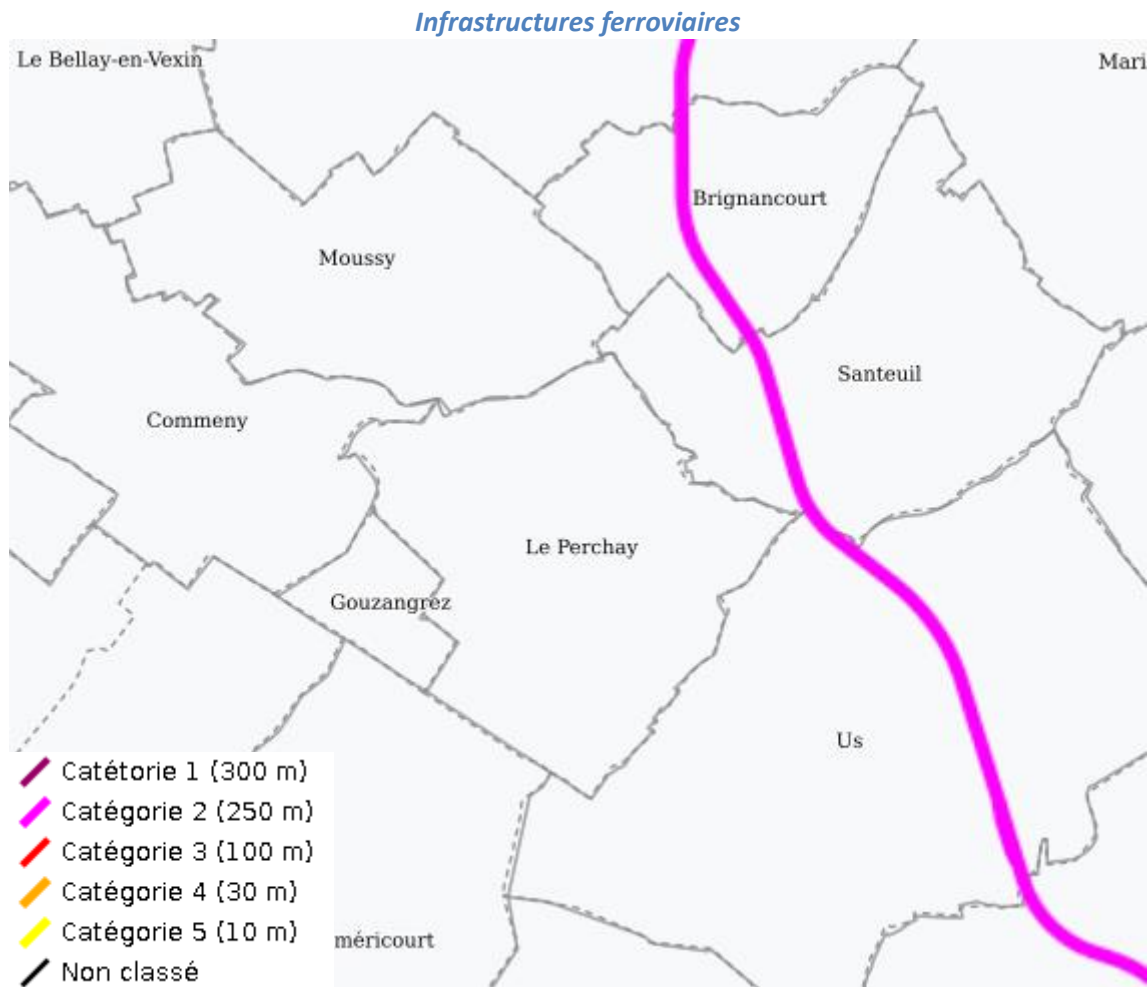 Infrastructures ferroviaires
Le Bellay-en-Vexin
Mari
Brignancourt
Moussy
Santeuil
Commeny
Le Perchay
Gouzangrez
Us
Catétorie 1 (300 m)
Catégorie 2 (250 m)
Catégorie 3 (100 m)
Catégorie 4 (30 m)
Catégorie 5 (10 m)
méricourt
Non classé